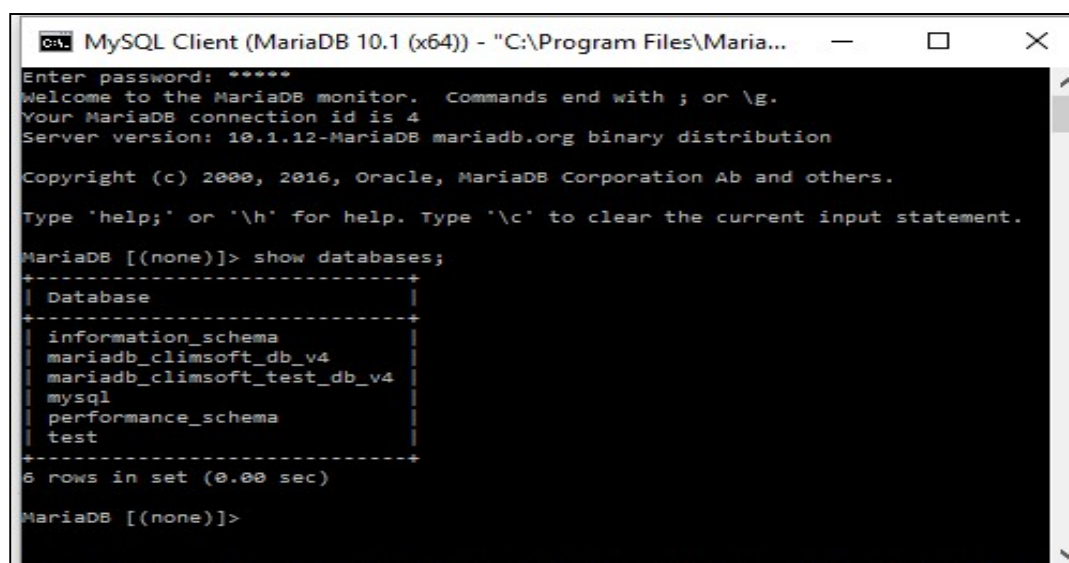 MySQL Client (MariaDB 10.1 (x64)) - "C:\Program Files\Maria...
Enter password: *****
Welcome to the MariaDB monitor.  Commands end with ; or \g.
Your MariaDB connection id is 4
Server version: 10.1.12-MariaDB mariadb.org binary distribution
Copyright (c) 2000, 2016, Oracle, MariaDB Corporation Ab and others.
Type 'help;' or '\h' for help. Type '\c' to clear the current input statement.
MariaDB [(none)]> show databases;
+------------------------------+
| Database                     |
+------------------------------+
| information_schema           |
| mariadb_climsoft_db_v4       |
| mariadb_climsoft_test_db_v4  |
| mysql                        |
| performance_schema           |
| test                         |
+------------------------------+
6 rows in set (0.00 sec)
MariaDB [(none)]>